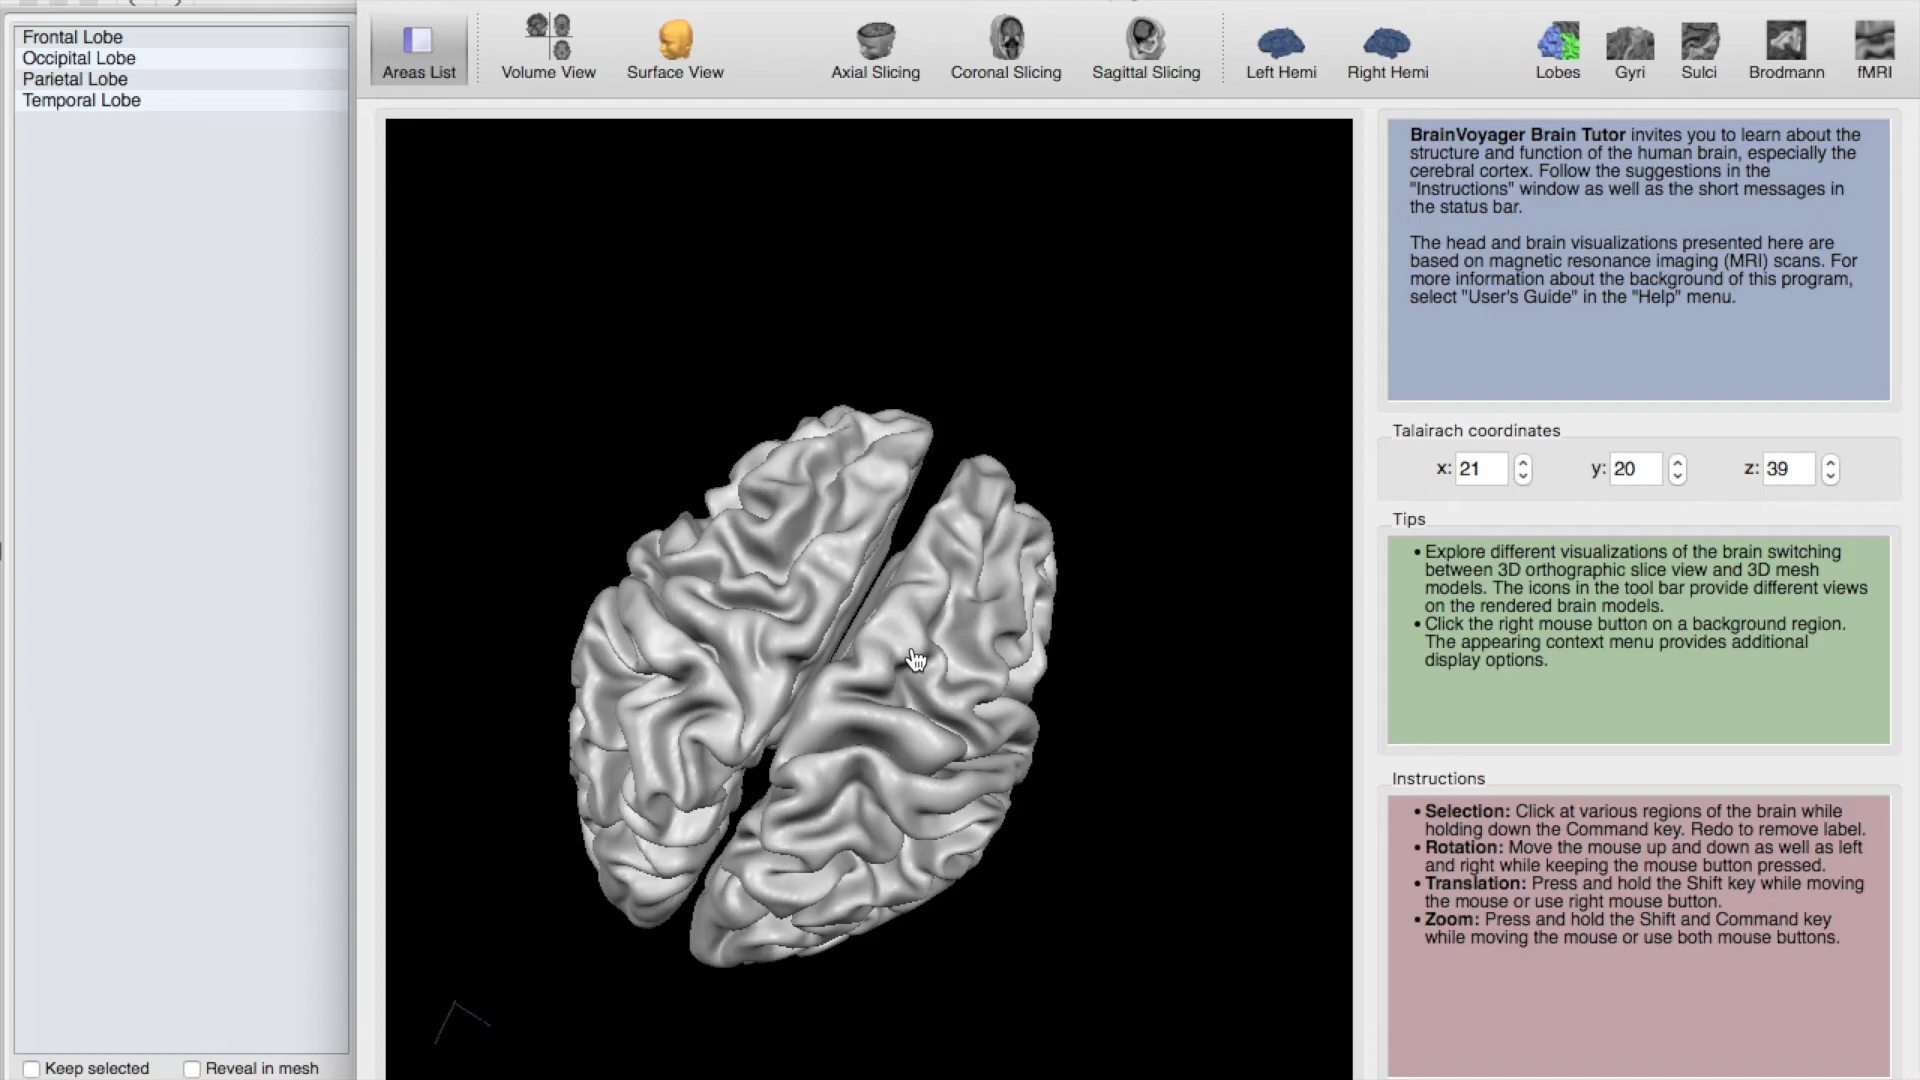 Areas List
Volume View
Surface View
Axial Slicing
Coronal Slicing
Sagittal Slicing
Left Hemi
Right Hemi
Lobes
Gyri
Sulci
Brodmann
fMRI
Frontal Lobe
Occipital Lobe
Parietal Lobe
Temporal Lobe
Keep selected
Reveal in mesh
BrainVoyager Brain Tutor invites you to learn about the
structure and function of the human brain, especially the
cerebral cortex. Follow the suggestions in the
"Instructions" window as well as the short messages in
the status bar.
The head and brain visualizations presented here are
based on magnetic resonance imaging (MRI) scans. For
more information about the background of this program,
select "User's Guide" in the "Help" menu.
Talairach coordinates
x: 21 y: 20 z: 39
Tips
• Explore different visualizations of the brain switching
between 3D orthographic slice view and 3D mesh
models. The icons in the tool bar provide different views
on the rendered brain models.
• Click the right mouse button on a background region.
The appearing context menu provides additional
display options.
Instructions
• Selection: Click at various regions of the brain while
holding down the Command key. Redo to remove label.
• Rotation: Move the mouse up and down as well as left
and right while keeping the mouse button pressed.
• Translation: Press and hold the Shift key while moving
the mouse or use right mouse button.
• Zoom: Press and hold the Shift and Command key
while moving the mouse or use both mouse buttons.